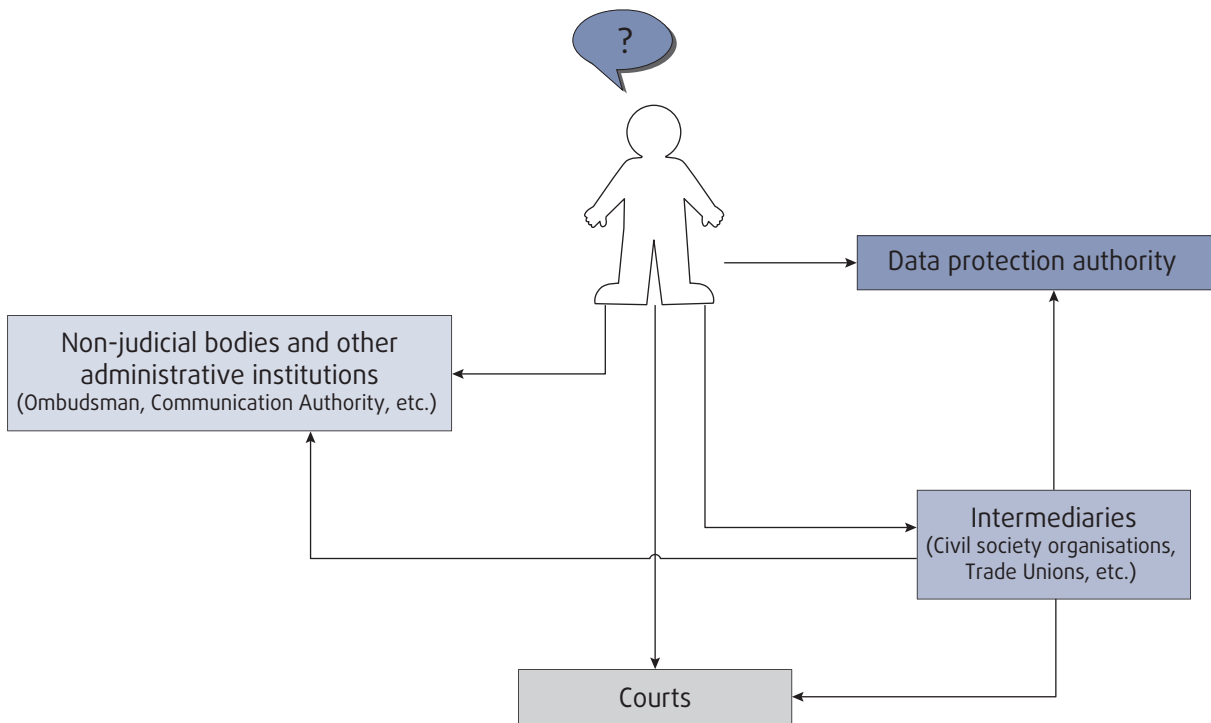 ?
Data protection authority
Non-judicial bodies and other
administrative institutions
(Ombudsman, Communication Authority, etc.)
Intermediaries
(Civil society organisations,
Trade Unions, etc.)
Courts